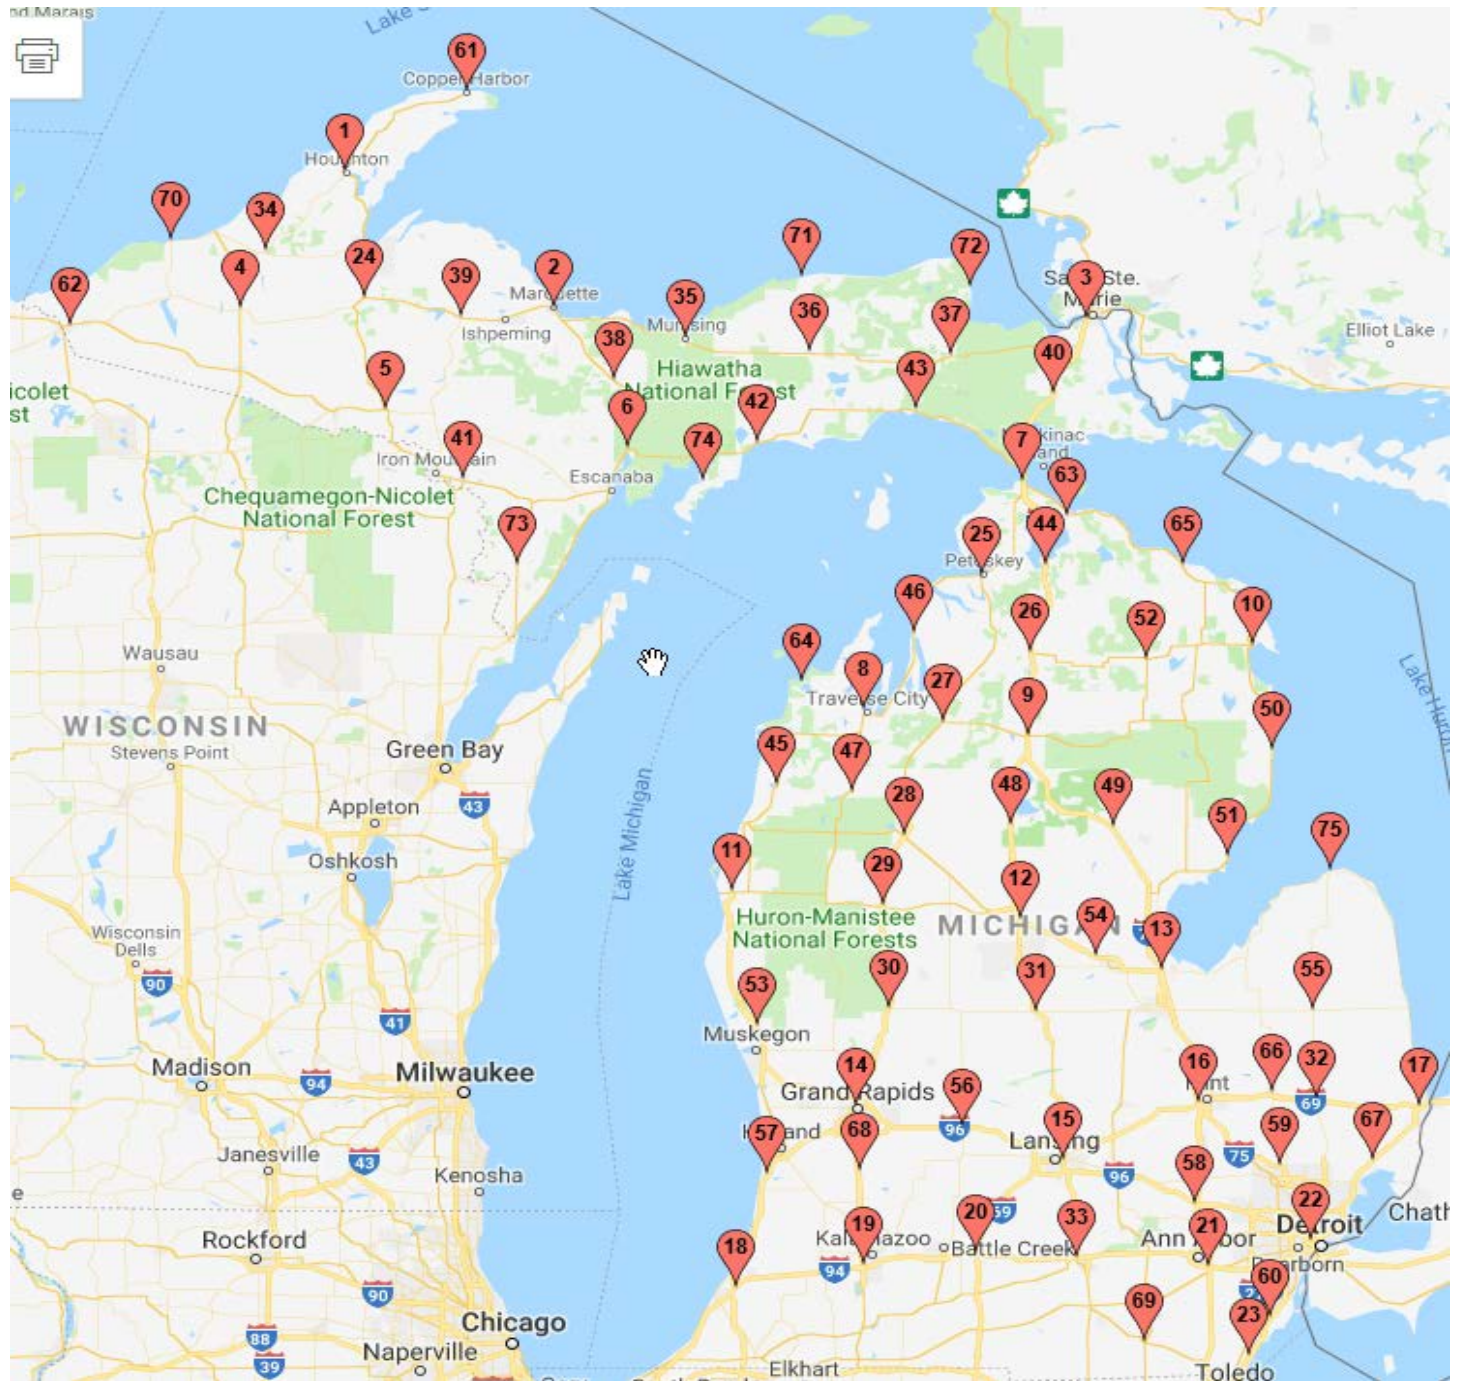 nd Marais
Lake
61
Copper Harbor
1
Houghton
70
34
71
72
4
24
39
2
62
Marquette
35
Sault Ste.
Marie
3
36
37
Munising
Ishpeming
Elliot Lake
38
40
5
43
Hiawatha
National Forest
icolet
st
6
42
41
74
7
Mackinac
Island
Iron Mountain
Escanaba
63
Chequamegon-Nicolet
National Forest
73
25
44
65
Petoskey
46
26
52
10
64
Wausau
8
27
9
Traverse City
Lake Huron
WISCONSIN
50
Stevens Point
Green Bay
45
47
Appleton
43
28
48
49
51
75
Lake Michigan
Oshkosh
11
29
12
Huron-Manistee
National Forests
MICHIGAN
54
13
Wisconsin
Dells
90
30
31
55
53
41
Muskegon
Madison
94
Milwaukee
14
Grand Rapids
56
16
Flint
66
32
17
69
57
Holland
68
96
15
Lansing
59
67
Janesville
43
75
58
Kenosha
96
e
20
69
33
22
Detroit
Chath
Rockford
18
19
Kalamazoo
Battle Creek
21
Ann Arbor
Dearborn
94
90
60
69
23
Chicago
88
39
Naperville
Elkhart
Toledo